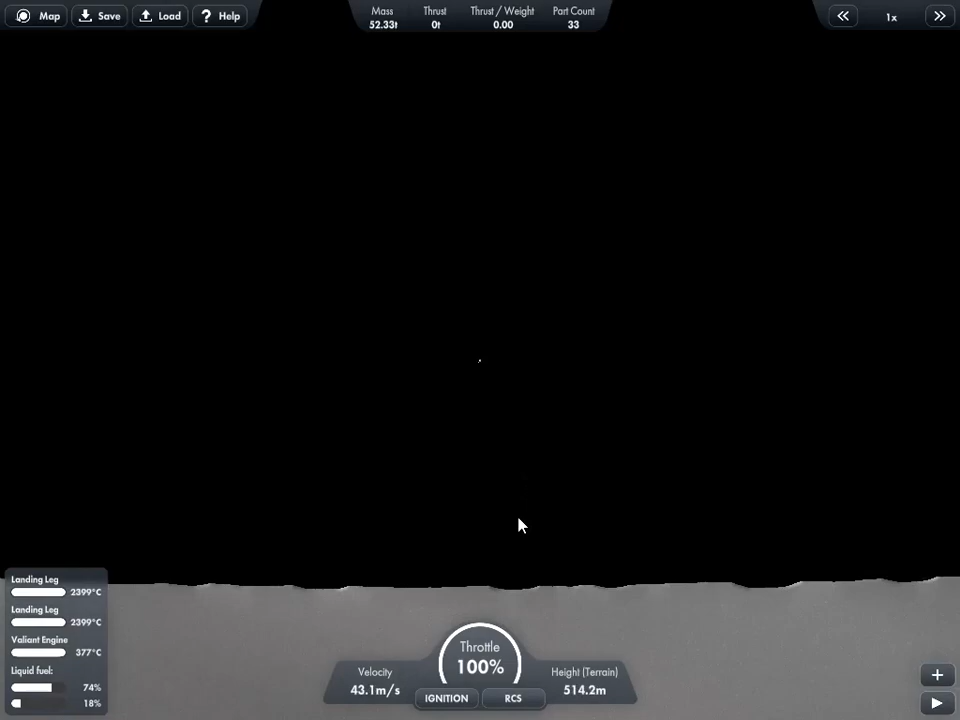 Map Save Load Help
Mass Thrust Thrust / Weight Part Count
52.33t 0t 0.00 33
1x
Landing Leg
2399°C
Landing Leg
2399°C
Valiant Engine
377°C
Liquid fuel:
74%
18%
Throttle
100%
Velocity
43.1m/s
IGNITION RCS
Height (Terrain)
514.2m